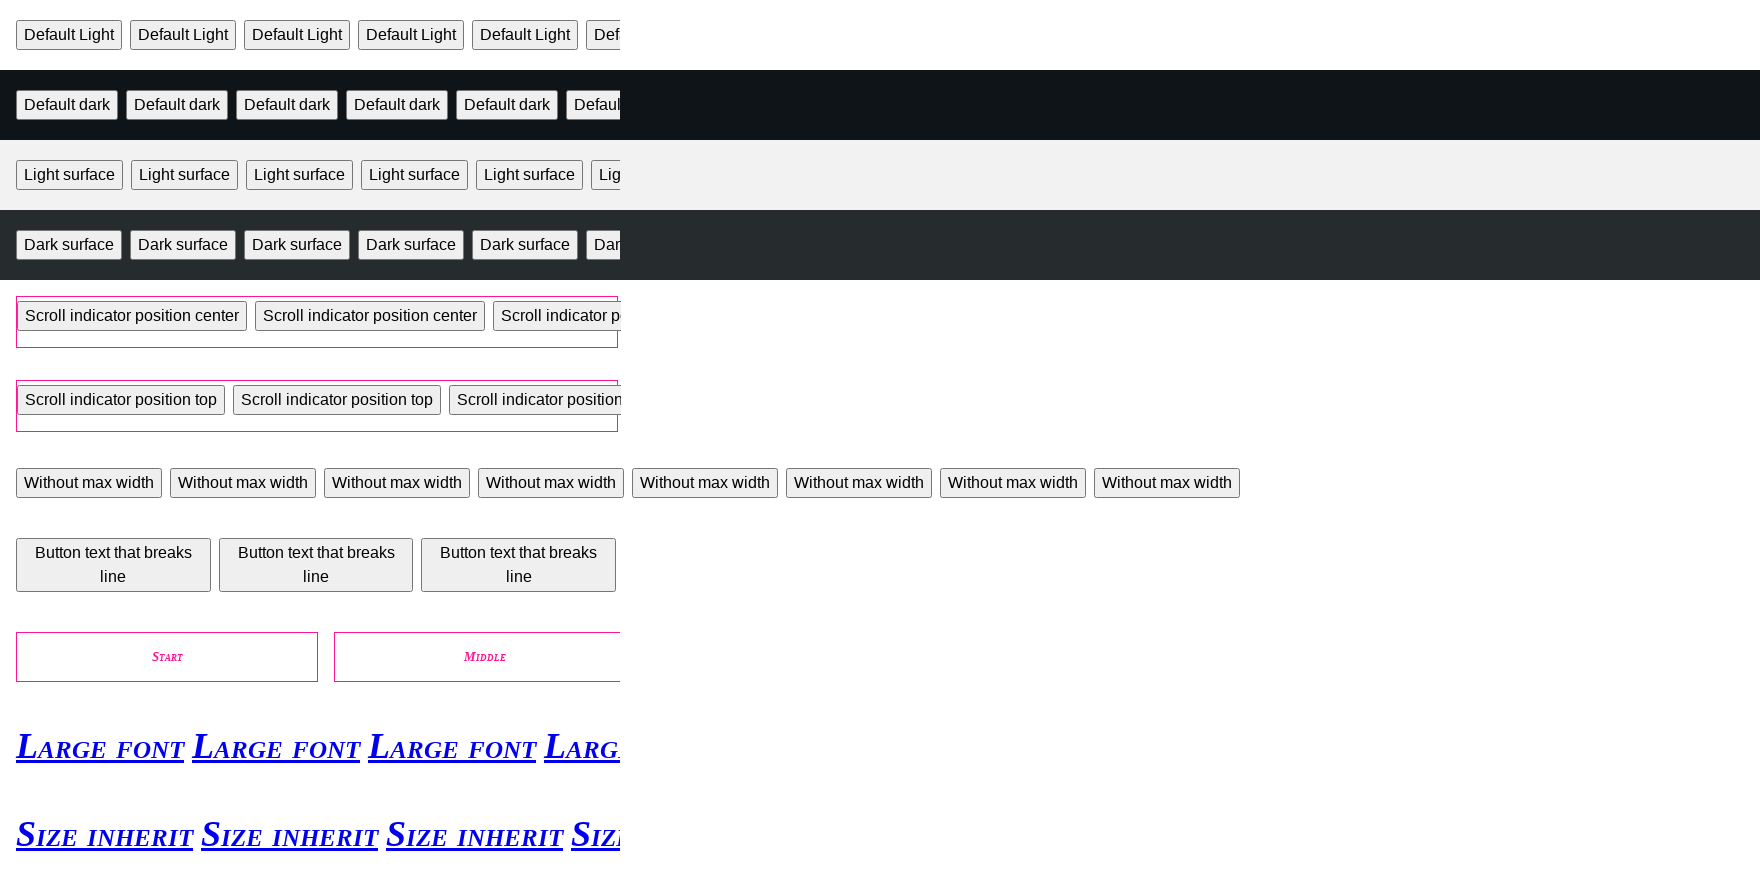 Default Light Default Light Default Light Default Light Default Light
Default dark Default dark Default dark Default dark Default dark
Light surface Light surface Light surface Light surface Light surface
Dark surface Dark surface Dark surface Dark surface Dark surface
Scroll indicator position center Scroll indicator position center Scroll indicator
Scroll indicator position top Scroll indicator position top Scroll indicator position
Without max width Without max width Without max width Without max width Without max width Without max width Without max width Without max width
Button text that breaks Button text that breaks Button text that breaks
line line line
Start Middle
Large font Large font Large font
Size inherit Size inherit Size inherit